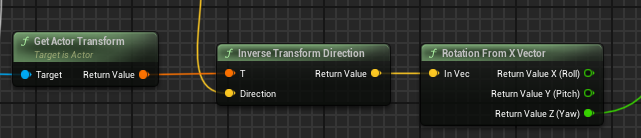 Get Actor Transform
Target is Actor
Target
Return Value
Inverse Transform Direction
T
Return Value
Direction
Rotation From X Vector
In Vec
Return Value X (Roll)
Return Value Y (Pitch)
Return Value Z (Yaw)